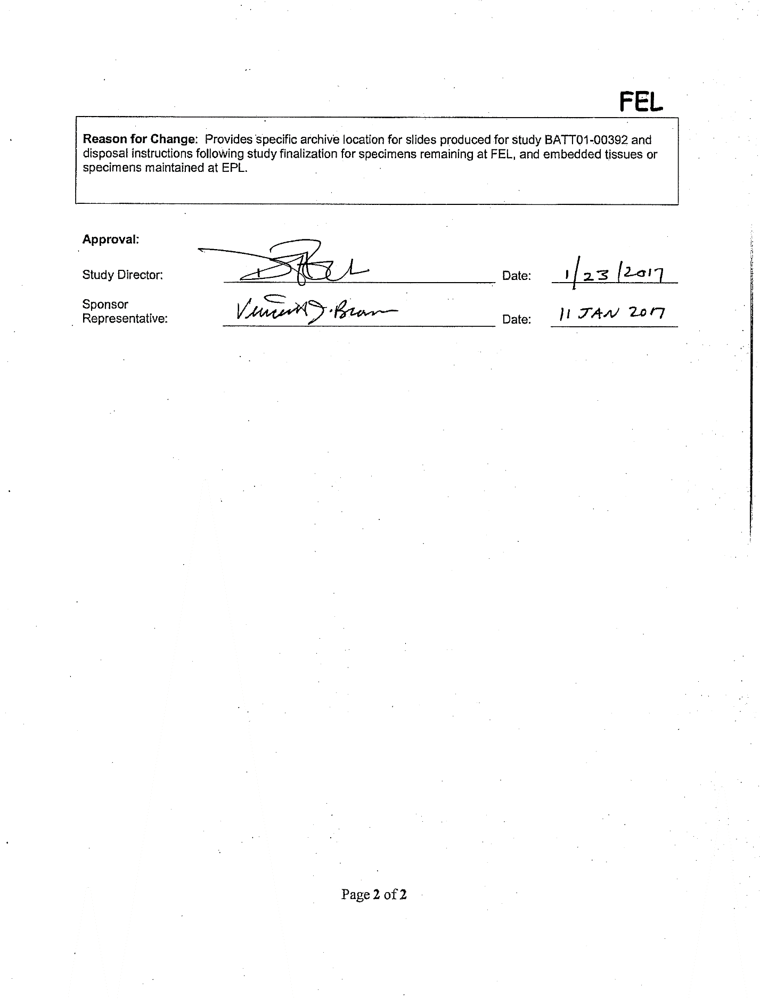 FEL
Reason for Change: Provides specific archive location for slides produced for study BATT01-00392 and
disposal instructions following study finalization for specimens remaining at FEL, and embedded tissues or
specimens maintained at EPL.
Approval:
Study Director: Date: 1/23/2017
Sponsor
Representative: Vincent J. Brown Date: 11 JAN 2017
Page 2 of 2